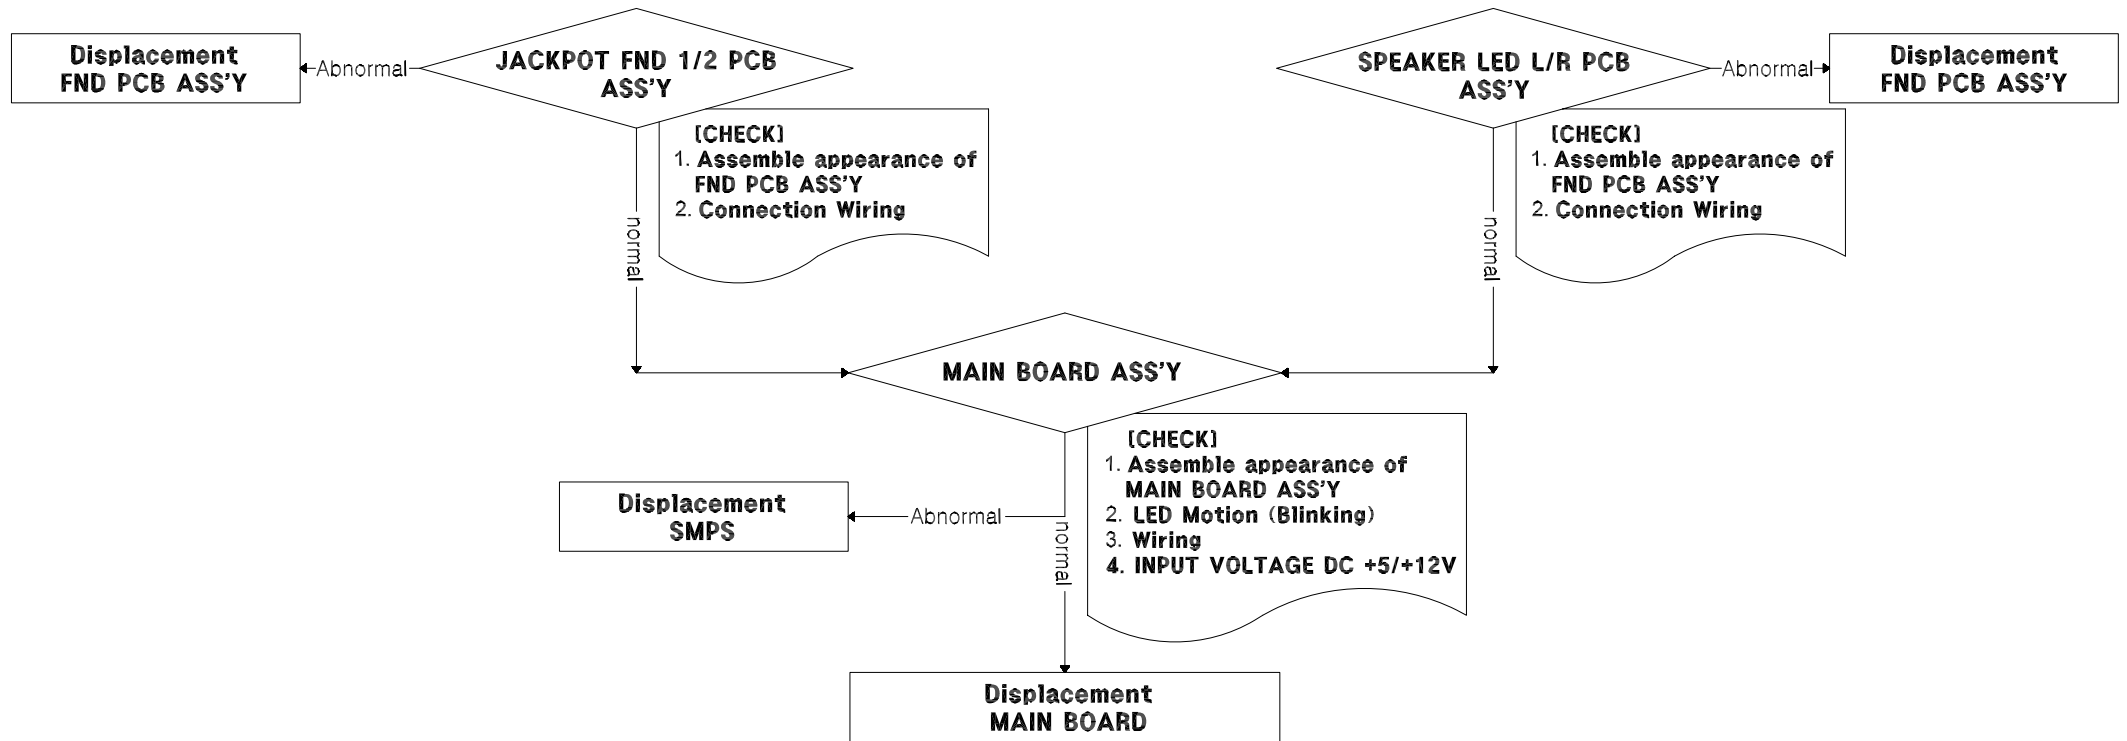 Displacement
FND PCB ASS'Y
Abnormal
JACKPOT FND 1/2 PCB
ASS'Y
[CHECK]
1. Assemble appearance of
FND PCB ASS'Y
2. Connection Wiring
normal
SPEAKER LED L/R PCB
ASS'Y
Abnormal
Displacement
FND PCB ASS'Y
[CHECK]
1. Assemble appearance of
FND PCB ASS'Y
2. Connection Wiring
normal
MAIN BOARD ASS'Y
[CHECK]
1. Assemble appearance of
MAIN BOARD ASS'Y
2. LED Motion (Blinking)
3. Wiring
4. INPUT VOLTAGE DC +5/+12V
Displacement
SMPS
Abnormal
normal
Displacement
MAIN BOARD